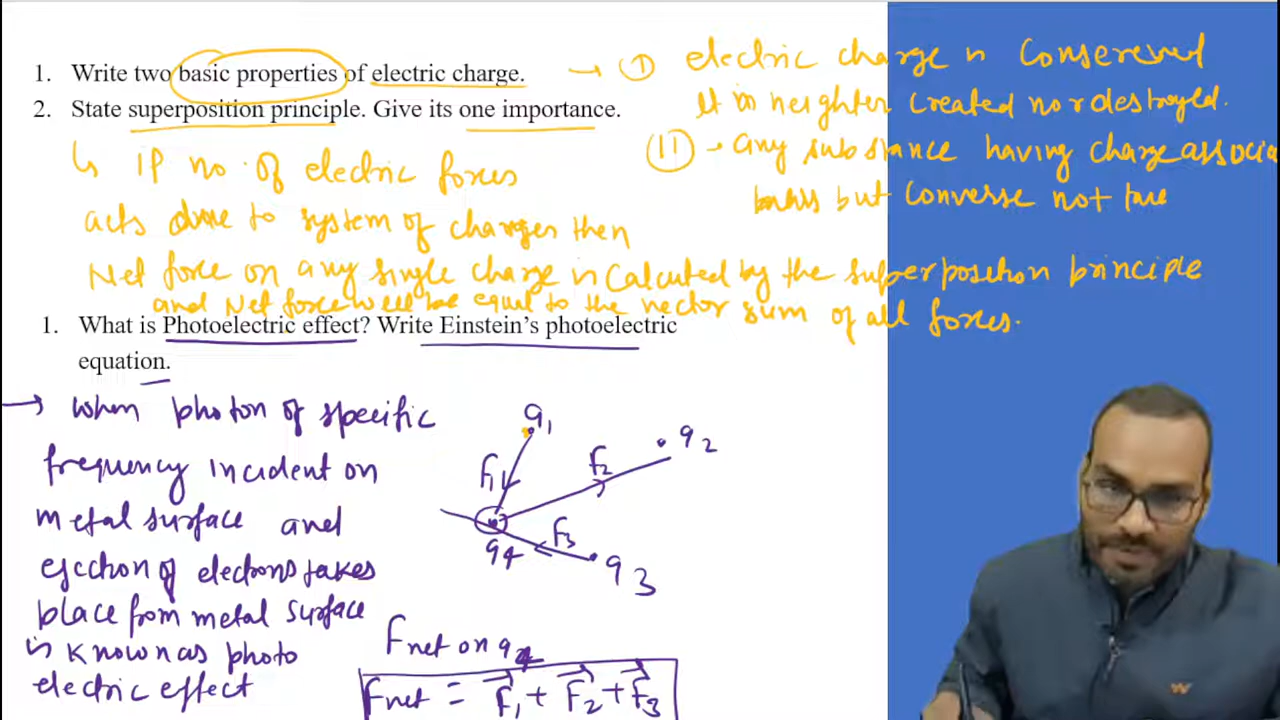 1. Write two basic properties of electric charge.
→ (I) electric charge is conserved
It is neighter created nor destroyed.
2. State superposition principle. Give its one importance.
(II) → any substance having charge associa
mass but converse not true
↳ If no. of electric forces
acts due to system of charges then
Net force on any single charge is calcuted by the superposition principle
and Net force will be equal to the vector sum of all forces.
1. What is Photoelectric effect? Write Einstein’s photoelectric
equation.
→ when photon of specific
frequency incident on
metal surface and
ejection of electrons takes
place from metal surface
is known as photo
electric effect
q1
F1
F2
q2
q4
F3
q3
Fnet on q4
Fnet = F⃗1 + F⃗2 + F⃗3